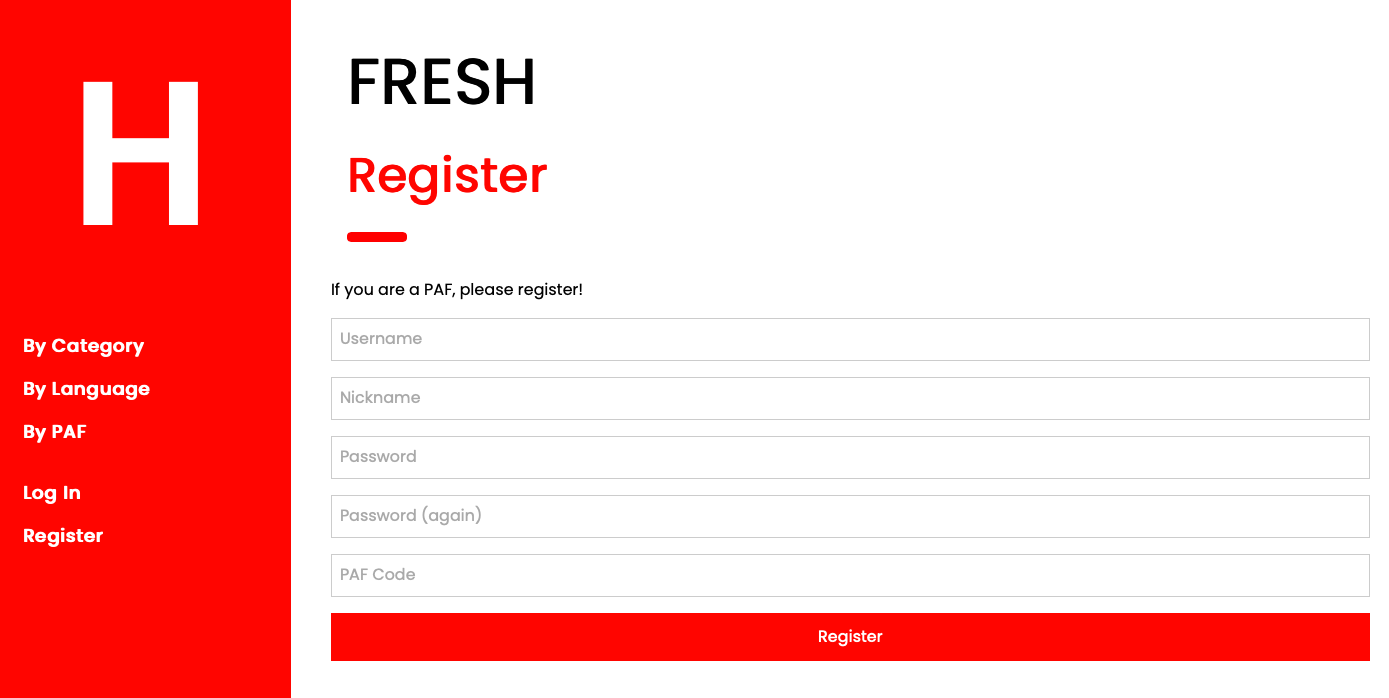 H
By Category
By Language
By PAF
Log In
Register
FRESH
Register
If you are a PAF, please register!
Username
Nickname
Password
Password (again)
PAF Code
Register